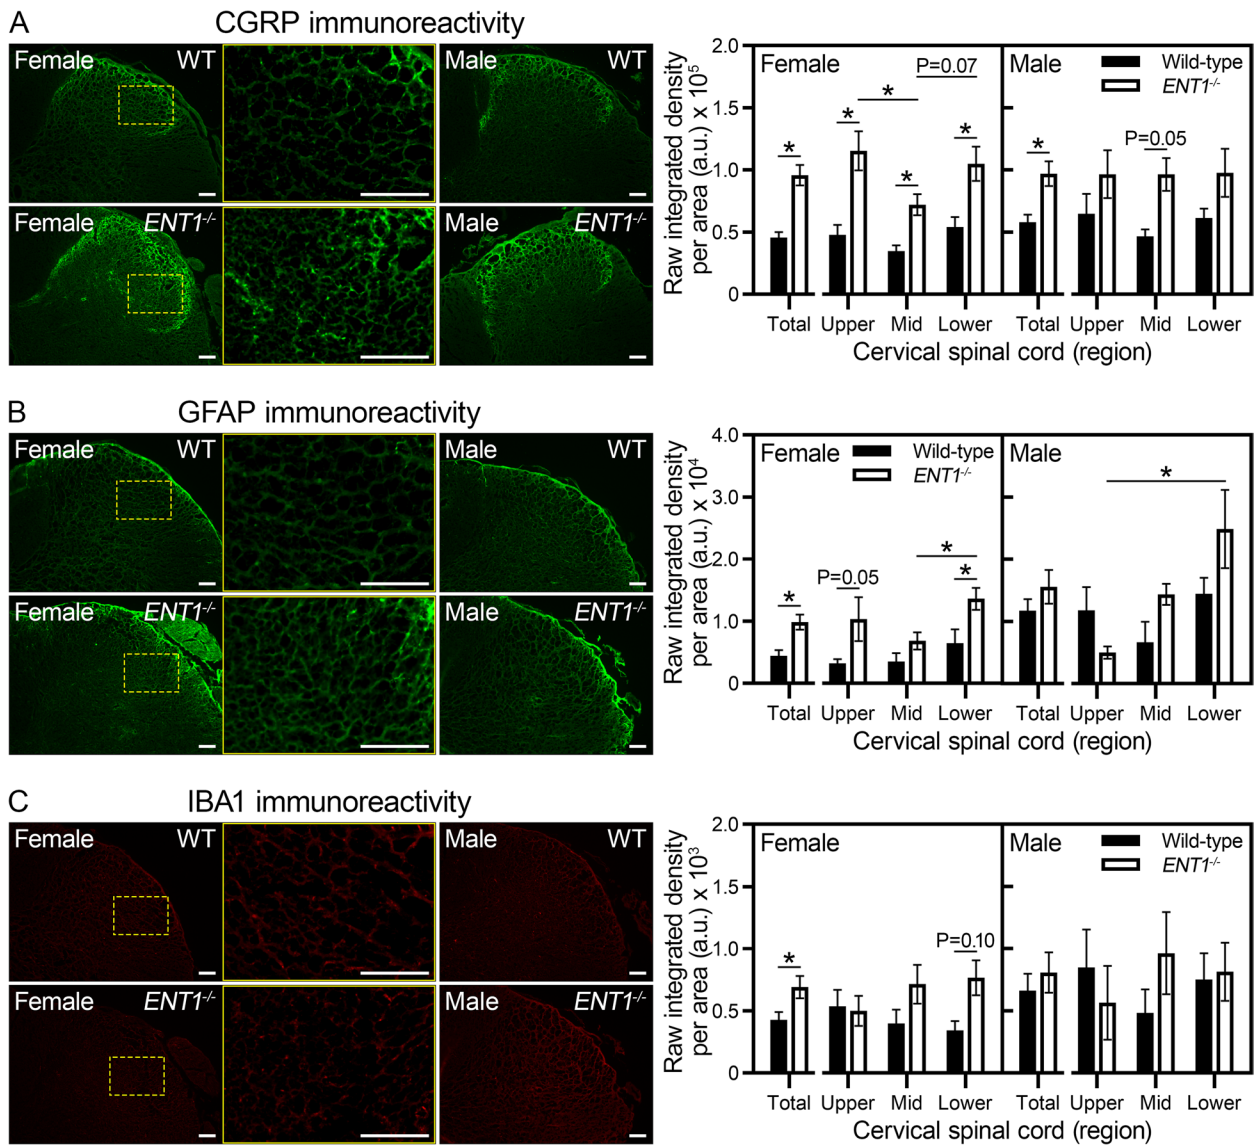 A
CGRP immunoreactivity
Female WT
Male WT
Female ENT1-/-
Male ENT1-/-
Raw integrated density
per area (a.u.) x 10⁵
2.0
1.5
1.0
0.5
0
Female
Male
Wild-type
ENT1-/-
P=0.07
*
*
*
*
*
*
P=0.05
Total Upper Mid Lower Total Upper Mid Lower
Cervical spinal cord (region)
B
GFAP immunoreactivity
Female WT
Male WT
Female ENT1-/-
Male ENT1-/-
Raw integrated density
per area (a.u.) x 10⁴
4.0
3.0
2.0
1.0
0
Female
Wild-type
ENT1-/-
Male
*
*
P=0.05
*
*
Total Upper Mid Lower Total Upper Mid Lower
Cervical spinal cord (region)
C
IBA1 immunoreactivity
Female WT
Male WT
Female ENT1-/-
Male ENT1-/-
Raw integrated density
per area (a.u.) x 10³
2.0
1.5
1.0
0.5
0
Female
Male
Wild-type
ENT1-/-
*
P=0.10
Total Upper Mid Lower Total Upper Mid Lower
Cervical spinal cord (region)